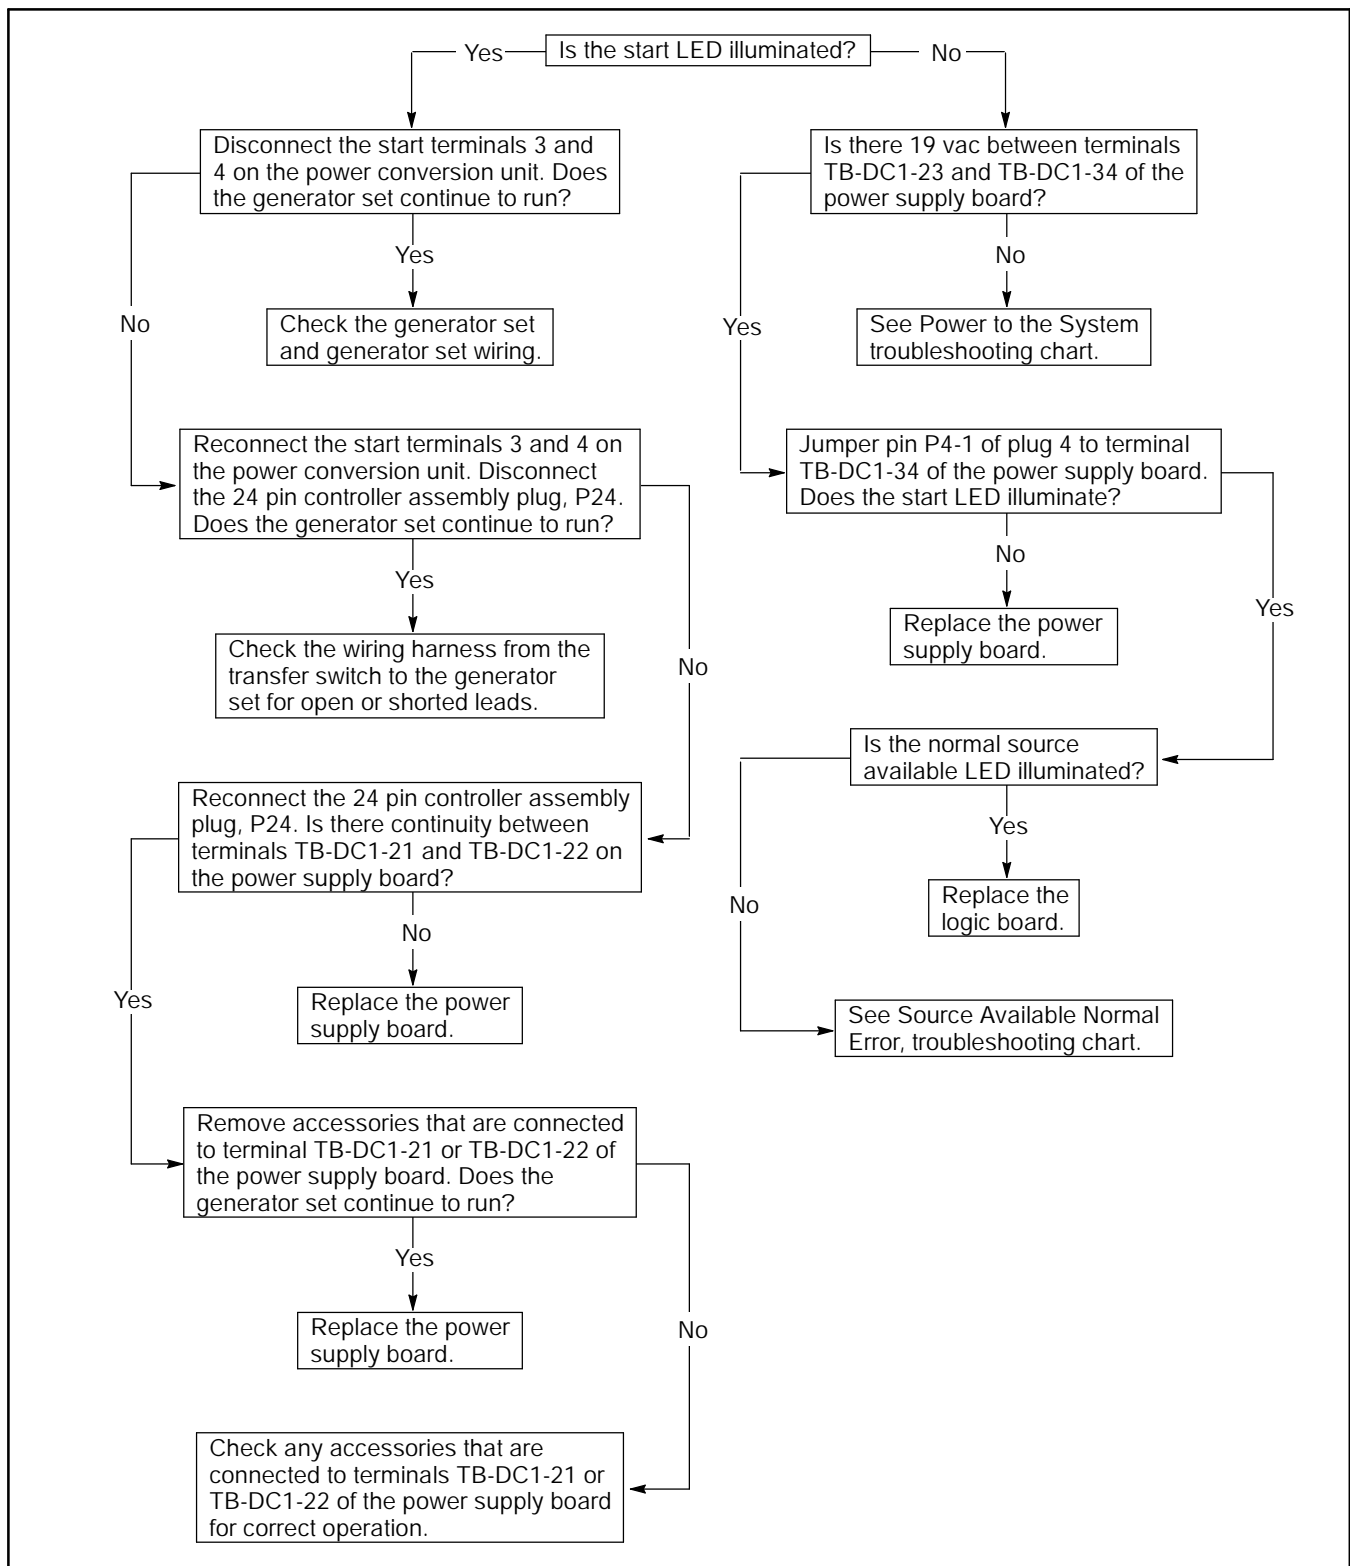 Is the start LED illuminated?
Yes
No
Disconnect the start terminals 3 and
4 on the power conversion unit. Does
the generator set continue to run?
Is there 19 vac between terminals
TB-DC1-23 and TB-DC1-34 of the
power supply board?
Yes
No
No
Yes
Check the generator set
and generator set wiring.
See Power to the System
troubleshooting chart.
Reconnect the start terminals 3 and 4 on
the power conversion unit. Disconnect
the 24 pin controller assembly plug, P24.
Does the generator set continue to run?
Jumper pin P4-1 of plug 4 to terminal
TB-DC1-34 of the power supply board.
Does the start LED illuminate?
Yes
No
Yes
Check the wiring harness from the
transfer switch to the generator
set for open or shorted leads.
No
Replace the power
supply board.
Is the normal source
available LED illuminated?
Reconnect the 24 pin controller assembly
plug, P24. Is there continuity between
terminals TB-DC1-21 and TB-DC1-22 on
the power supply board?
Yes
No
Replace the
logic board.
No
Yes
Replace the power
supply board.
See Source Available Normal
Error, troubleshooting chart.
Remove accessories that are connected
to terminal TB-DC1-21 or TB-DC1-22 of
the power supply board. Does the
generator set continue to run?
Yes
No
Replace the power
supply board.
Check any accessories that are
connected to terminals TB-DC1-21 or
TB-DC1-22 of the power supply board
for correct operation.